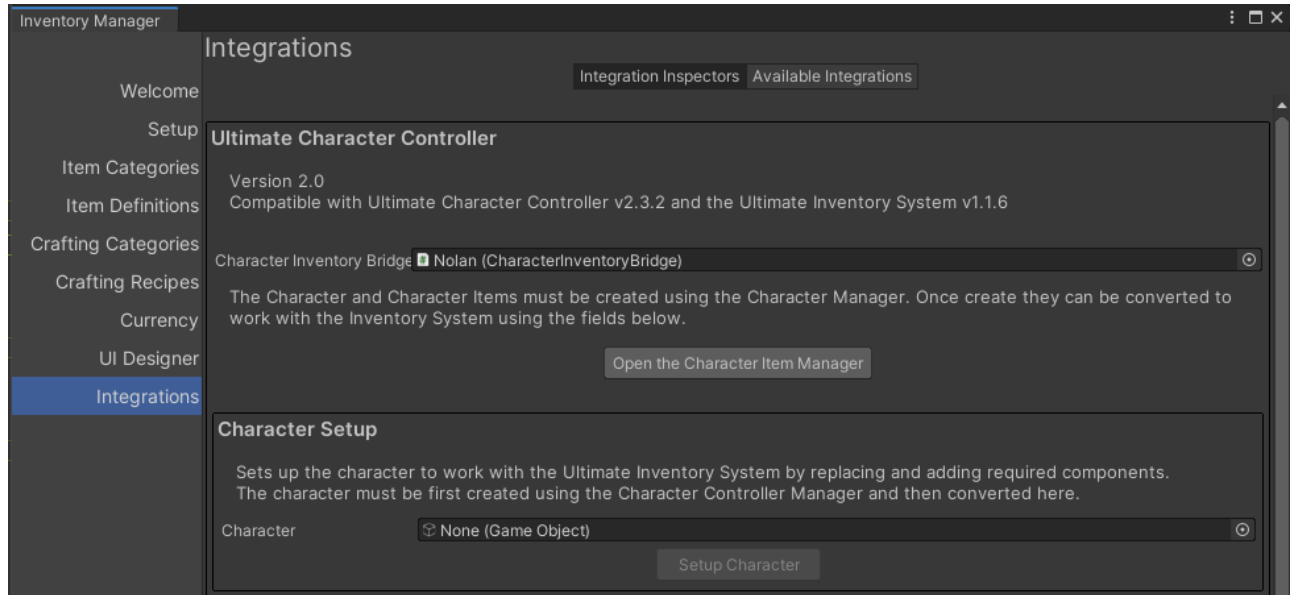 Inventory Manager
Integrations
Integration Inspectors Available Integrations
Welcome
Setup
Item Categories
Item Definitions
Crafting Categories
Crafting Recipes
Currency
UI Designer
Integrations
Ultimate Character Controller
Version 2.0
Compatible with Ultimate Character Controller v2.3.2 and the Ultimate Inventory System v1.1.6
Character Inventory Bridge Nolan (CharacterInventoryBridge)
The Character and Character Items must be created using the Character Manager. Once create they can be converted to
work with the Inventory System using the fields below.
Open the Character Item Manager
Character Setup
Sets up the character to work with the Ultimate Inventory System by replacing and adding required components.
The character must be first created using the Character Controller Manager and then converted here.
Character None (Game Object)
Setup Character